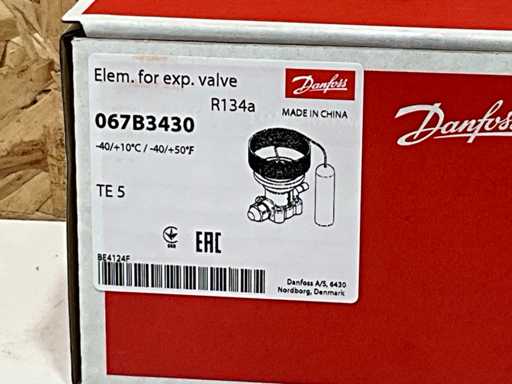 Elem. for exp. valve
Danfoss
R134a
MADE IN CHINA
067B3430
-40/+10°C / -40/+50°F
TE 5
EAC
BE4124F
Danfoss A/S, 6430
Nordborg, Denmark
Danfoss